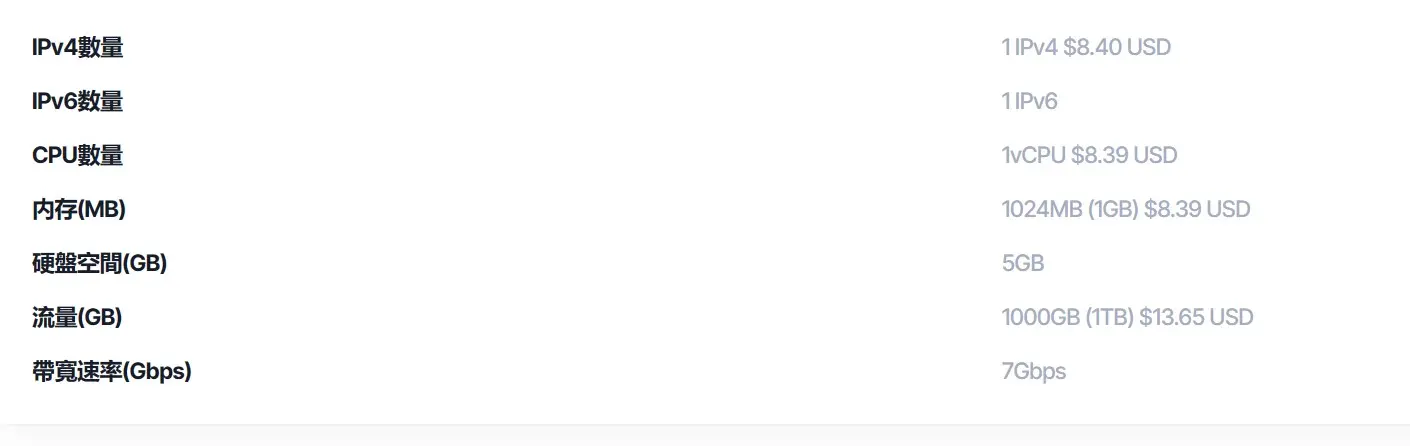 IPv4數量 1 IPv4 $8.40 USD
IPv6数量 1 IPv6
CPU數量 1vCPU $8.39 USD
内存(MB) 1024MB (1GB) $8.39 USD
硬盤空間(GB) 5GB
流量(GB) 1000GB (1TB) $13.65 USD
帶寬速率(Gbps) 7Gbps